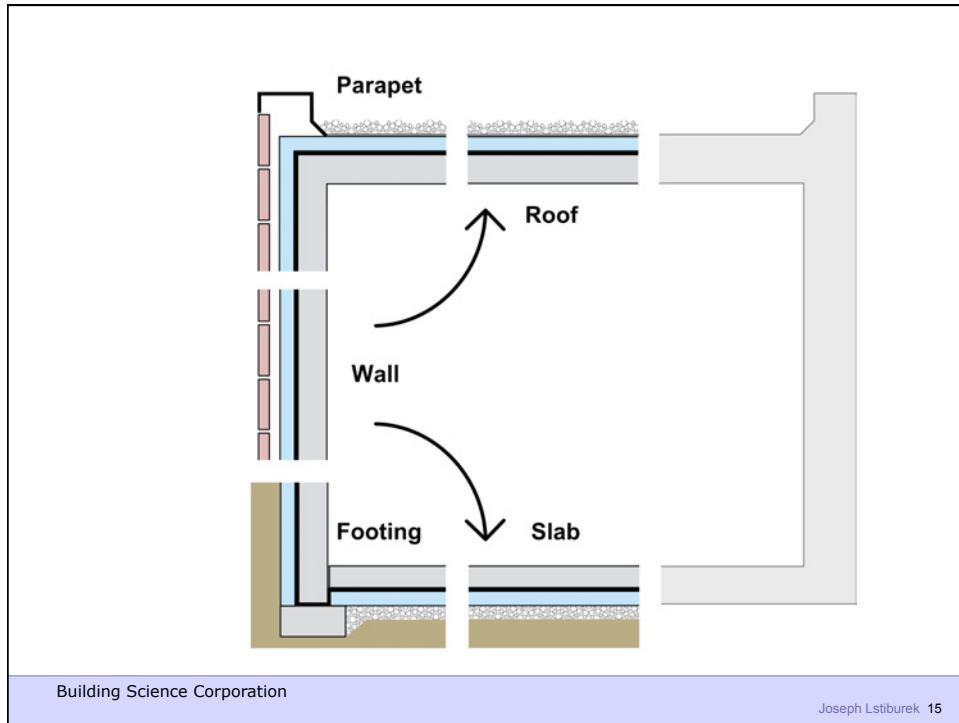 Parapet
Roof
Wall
Footing Slab
Building Science Corporation
Joseph Lstiburek 15